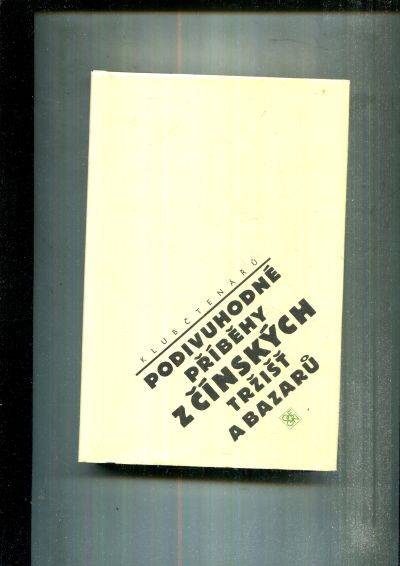 KLUB ČTENÁŘŮ
PODIVUHODNÉ
PŘÍBĚHY
Z ČÍNSKÝCH
TRŽIŠŤ
A BAZARŮ